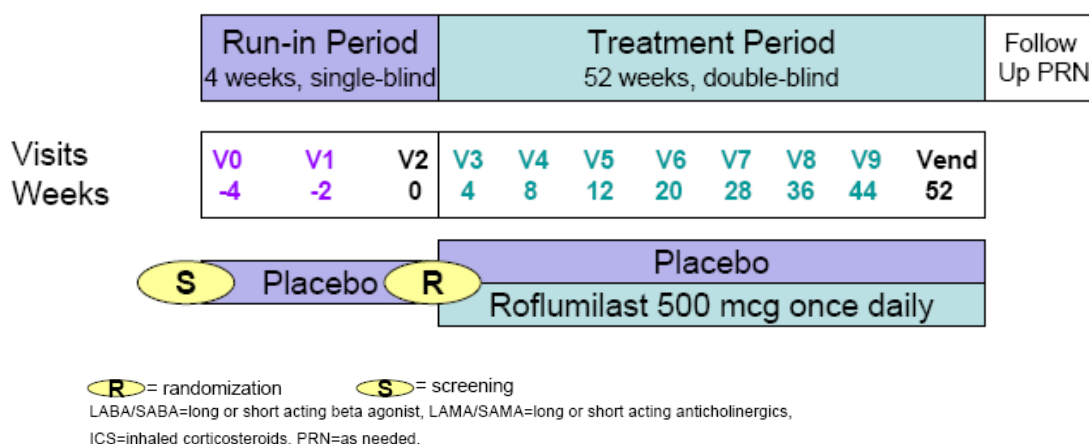 Run-in Period
4 weeks, single-blind
Treatment Period
52 weeks, double-blind
Follow
Up PRN
Visits V0 V1 V2 V3 V4 V5 V6 V7 V8 V9 Vend
Weeks -4 -2 0 4 8 12 20 28 36 44 52
S Placebo R Placebo
Roflumilast 500 mcg once daily
R = randomization S = screening
LABA/SABA=long or short acting beta agonist, LAMA/SAMA=long or short acting anticholinergics,
ICS=inhaled corticosteroids, PRN=as needed.